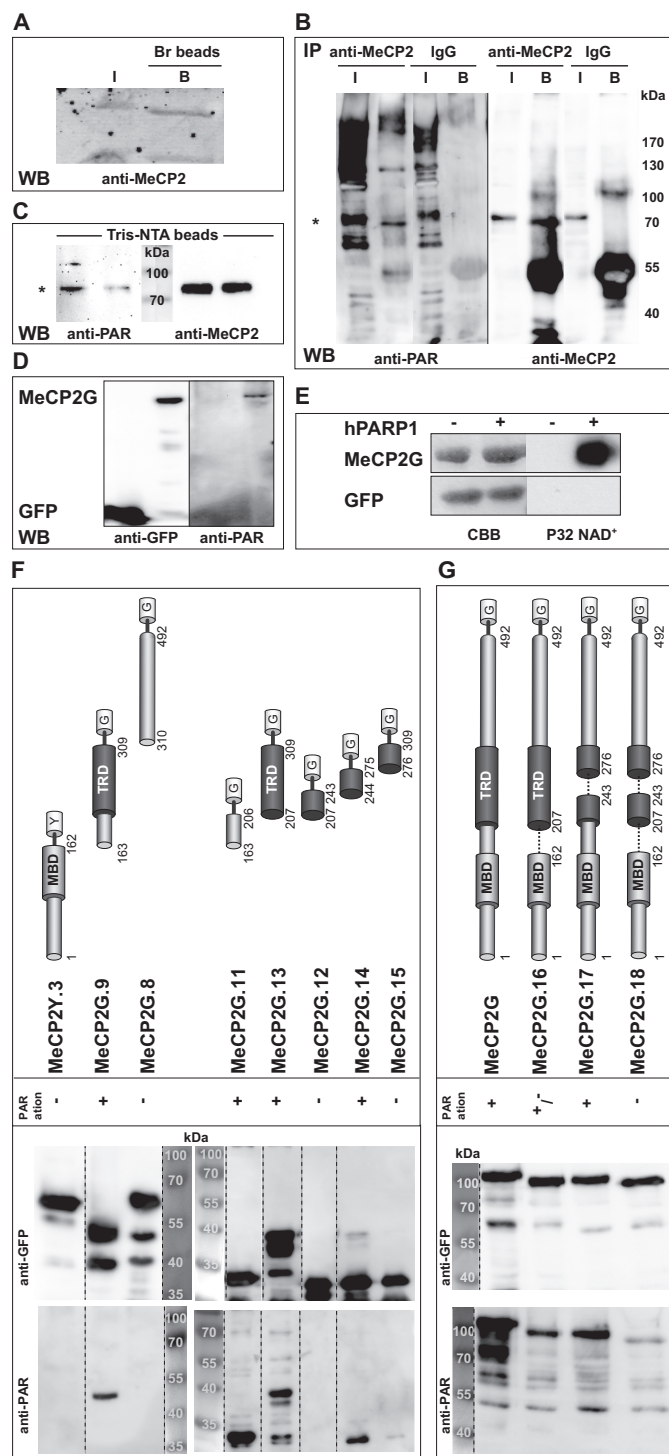 A
Br beads
I B
WB anti-MeCP2
B
IP anti-MeCP2 IgG anti-MeCP2 IgG
I B I B I B I B
kDa
170
130
100
*
70
55
40
WB anti-PAR anti-MeCP2
C
Tris-NTA beads
kDa
100
*
70
WB anti-PAR anti-MeCP2
D
MeCP2G
GFP
WB anti-GFP anti-PAR
E
hPARP1 - + - +
MeCP2G
GFP
CBB P32 NAD+
F
G
492
310
G
309
TRD
163
Y
162
MBD
1
G
206
163
G
309
TRD
207
G
243
207
G
275
244
G
309
276
MeCP2Y.3
MeCP2G.9
MeCP2G.8
MeCP2G.11
MeCP2G.13
MeCP2G.12
MeCP2G.14
MeCP2G.15
PAR
ation
- + - + + - + -
kDa
100
70
55
40
35
100
70
55
40
35
anti-GFP
100
70
55
40
35
70
55
40
35
anti-PAR
G
G
492
TRD
MBD
1
G
492
TRD
207
162
MBD
1
G
492
276
243
MBD
1
G
492
276
243
207
162
MBD
1
MeCP2G
MeCP2G.16
MeCP2G.17
MeCP2G.18
PAR
ation
+ +/- + -
kDa
100
70
55
40
anti-GFP
100
70
55
40
anti-PAR